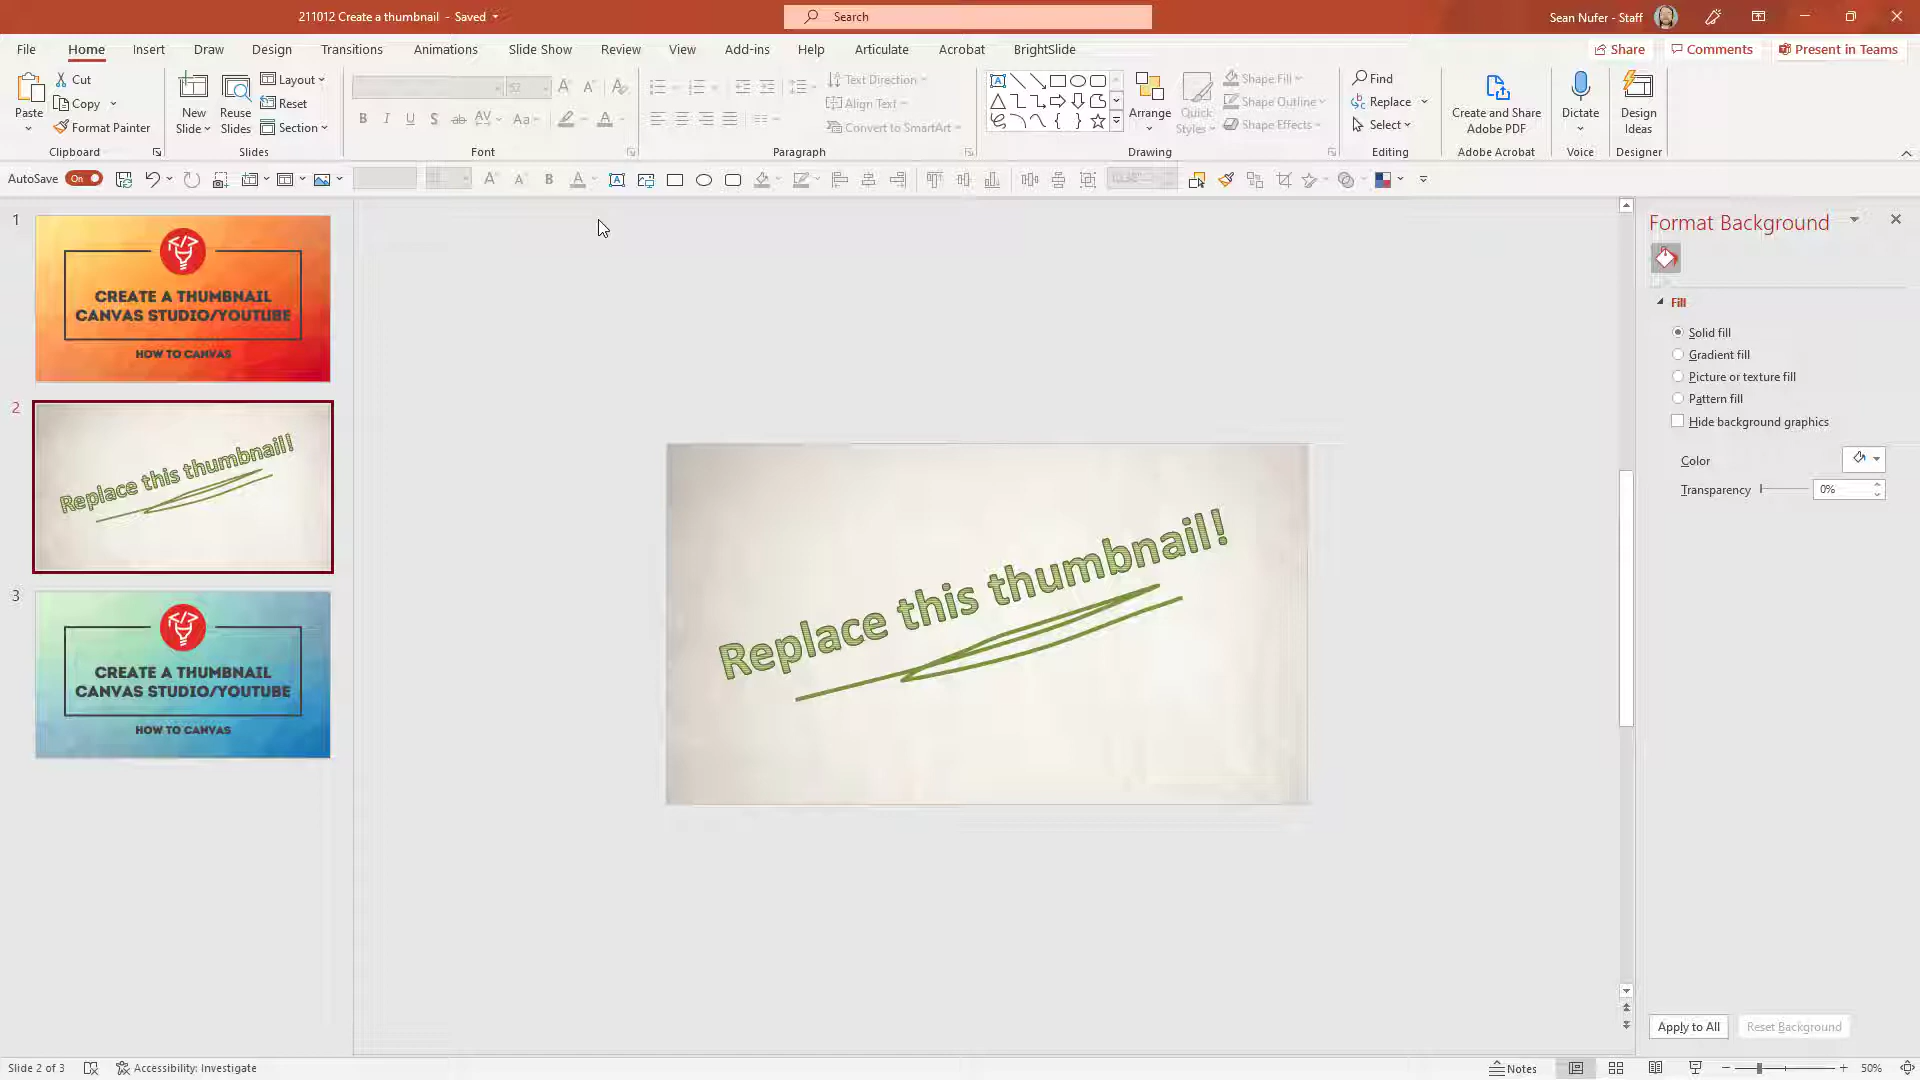 211012 Create a thumbnail - Saved
Search
Sean Nufer - Staff
File Home Insert Draw Design Transitions Animations Slide Show Review View Add-ins Help Articulate Acrobat BrightSlide
Share Comments Present in Teams
Paste
Cut
Copy
Format Painter
Clipboard
New Slide
Reuse Slides
Layout
Reset
Section
Slides
52
Font
Text Direction
Align Text
Convert to SmartArt
Paragraph
Arrange
Quick Styles
Shape Fill
Shape Outline
Shape Effects
Drawing
Find
Replace
Select
Editing
Create and Share Adobe PDF
Adobe Acrobat
Dictate
Voice
Design Ideas
Designer
AutoSave On
1
CREATE A THUMBNAIL
CANVAS STUDIO/YOUTUBE
HOW TO CANVAS
2
Replace this thumbnail!
3
CREATE A THUMBNAIL
CANVAS STUDIO/YOUTUBE
HOW TO CANVAS
Replace this thumbnail!
Format Background
Fill
Solid fill
Gradient fill
Picture or texture fill
Pattern fill
Hide background graphics
Color
Transparency 0%
Apply to All Reset Background
Slide 2 of 3 Accessibility: Investigate
Notes 50%